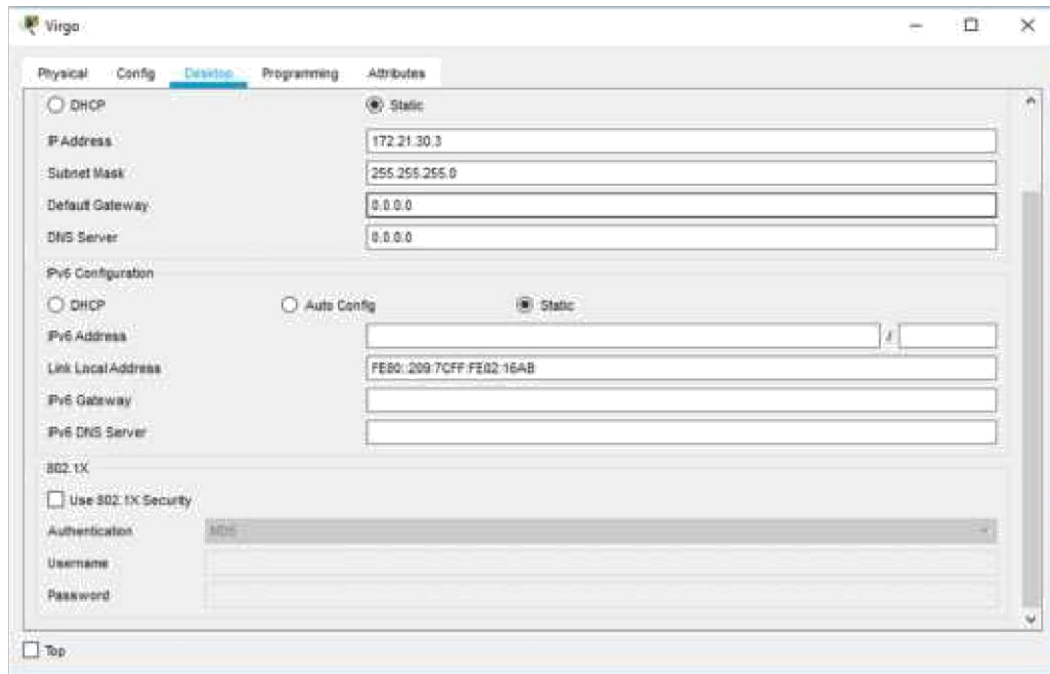 Virgo
Physical Config Desktop Programming Attributes
DHCP Static
IP Address 172.21.30.3
Subnet Mask 255.255.255.0
Default Gateway 0.0.0.0
DNS Server 0.0.0.0
IPv6 Configuration
DHCP Auto Config Static
IPv6 Address /
Link Local Address FE80::209:7CFF:FE02:16AB
IPv6 Gateway
IPv6 DNS Server
802.1X
Use 802.1X Security
Authentication MD5
Username
Password
Top